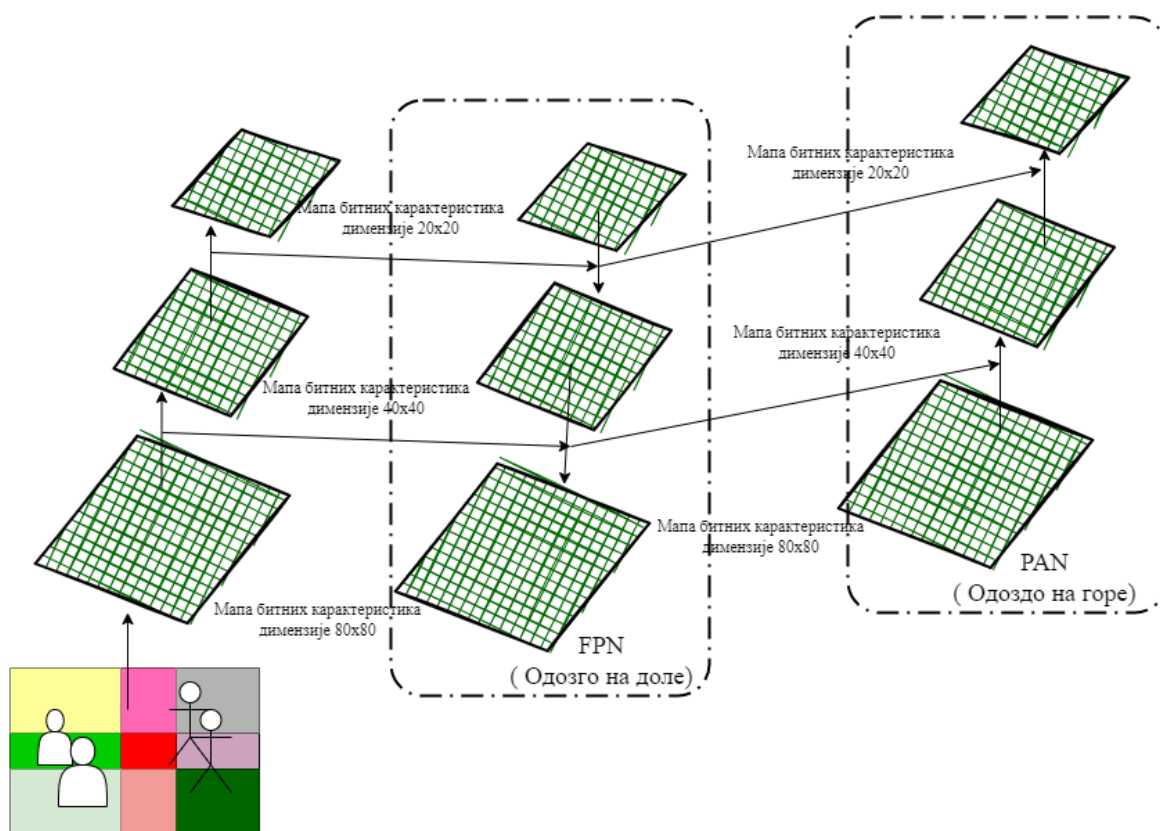 Мапа битних карактеристика
димензије 20x20
Мапа битних карактеристика
димензије 20x20
Мапа битних карактеристика
димензије 40x40
Мапа битних карактеристика
димензије 40x40
Мапа битних карактеристика
димензије 80x80
Мапа битних карактеристика
димензије 80x80
FPN
( Одозго на доле)
PAN
( Одоздо на горе)